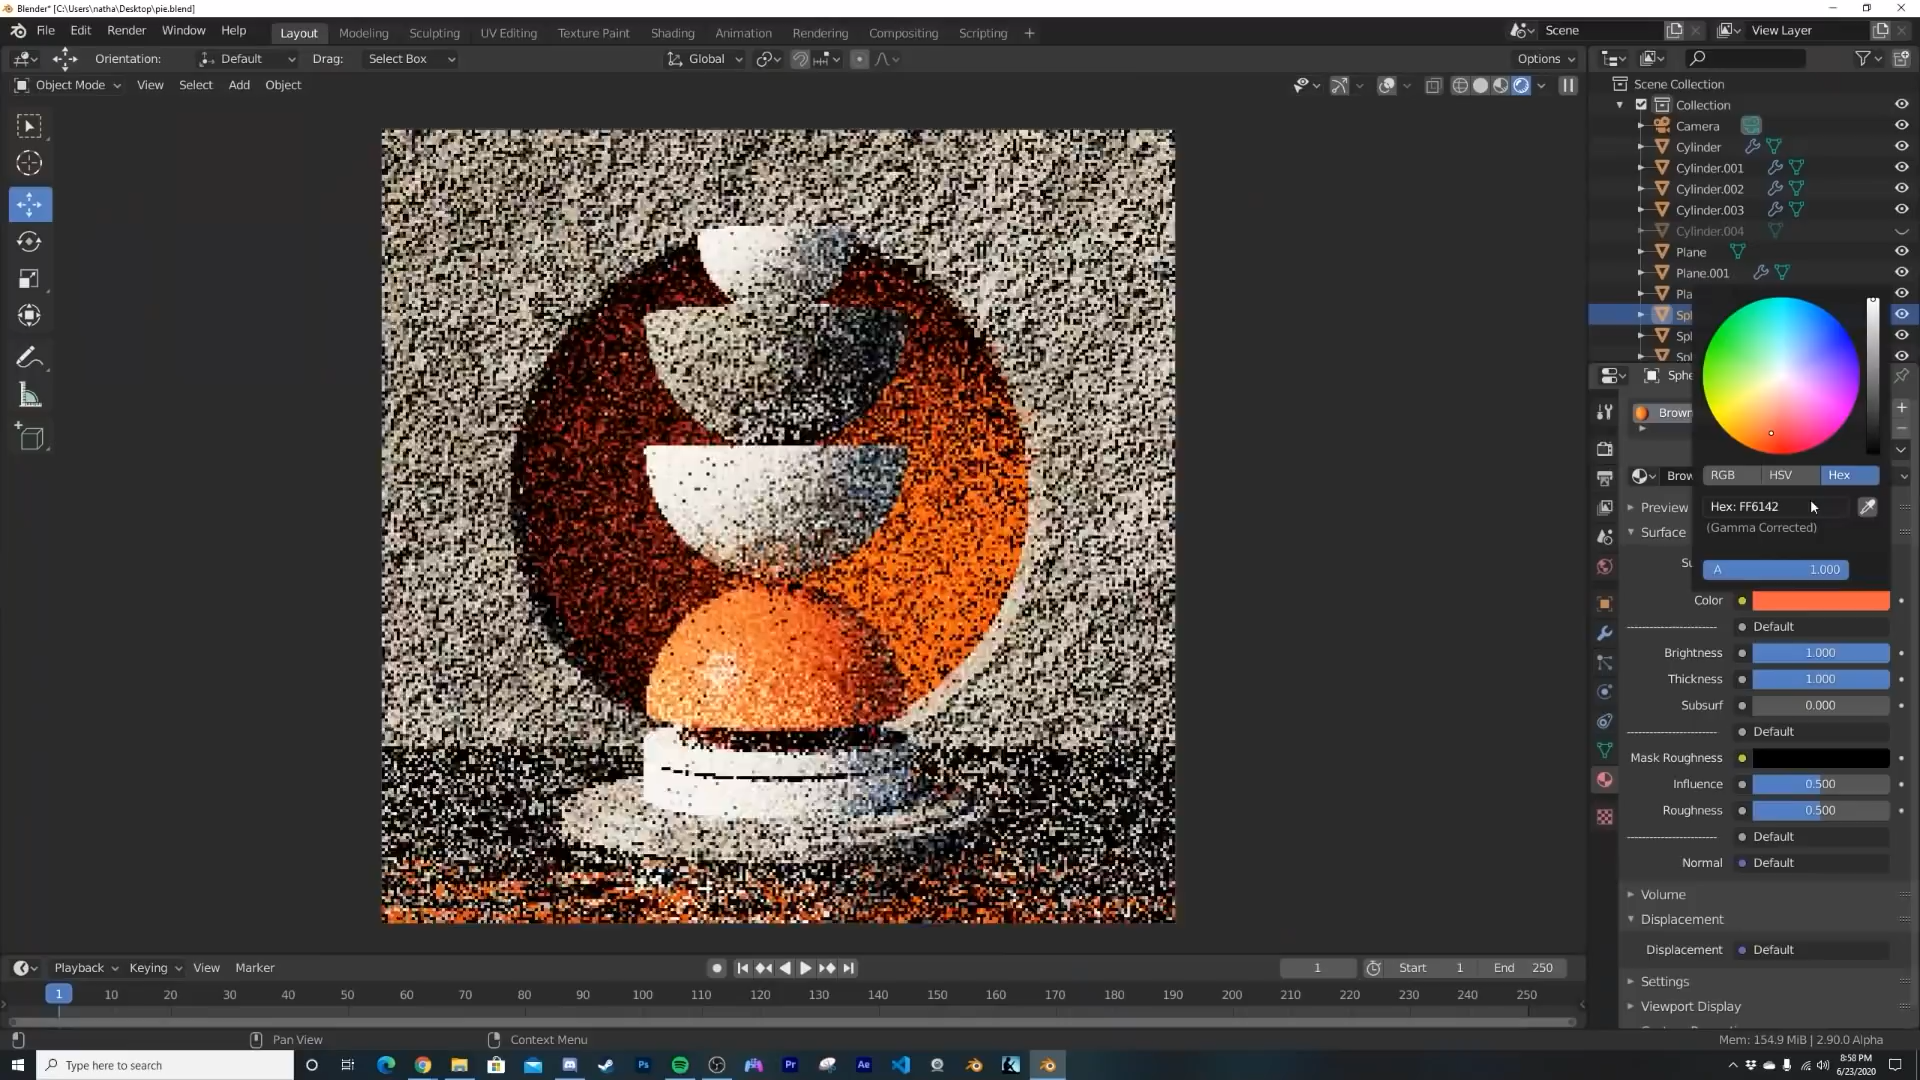 Blender* [C:\Users\natha\Desktop\pie.blend]
File Edit Render Window Help Layout Modeling Sculpting UV Editing Texture Paint Shading Animation Rendering Compositing Scripting + Scene View Layer
Orientation: Default Drag: Select Box Global Options
Object Mode View Select Add Object
Scene Collection
Collection
Camera
Cylinder
Cylinder.001
Cylinder.002
Cylinder.003
Cylinder.004
Plane
Plane.001
Pla
Sph
Sph
Sph
Sphe
Brown
RGB HSV Hex
Brow
Hex: FF6142
Preview
(Gamma Corrected)
Surface
Su
A 1.000
Color
Default
Brightness 1.000
Thickness 1.000
Subsurf 0.000
Default
Mask Roughness
Influence 0.500
Roughness 0.500
Default
Normal Default
Volume
Displacement
Displacement Default
Settings
Viewport Display
Playback Keying View Marker 1 Start 1 End 250
1 10 20 30 40 50 60 70 80 90 100 110 120 130 140 150 160 170 180 190 200 210 220 230 240 250
Pan View Context Menu Mem: 154.9 MiB | 2.90.0 Alpha
Type here to search
Ps Pr Ae
8:58 PM
6/23/2020